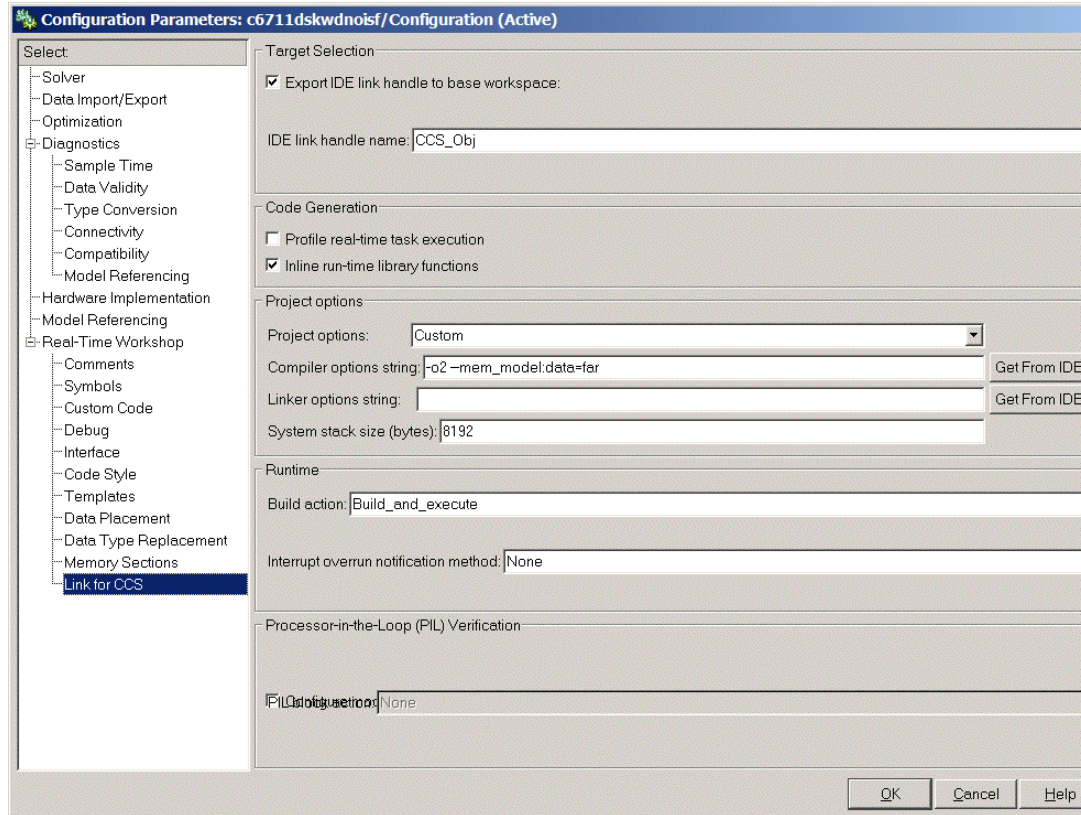 Configuration Parameters: c6711dskwdnoisf/Configuration (Active)
Select:
Solver
Data Import/Export
Optimization
Diagnostics
Sample Time
Data Validity
Type Conversion
Connectivity
Compatibility
Model Referencing
Hardware Implementation
Model Referencing
Real-Time Workshop
Comments
Symbols
Custom Code
Debug
Interface
Code Style
Templates
Data Placement
Data Type Replacement
Memory Sections
Link for CCS
Target Selection
Export IDE link handle to base workspace:
IDE link handle name: CCS_Obj
Code Generation
Profile real-time task execution
Inline run-time library functions
Project options
Project options: Custom
Compiler options string: -o2 —mem_model:data=far Get From IDE
Linker options string: Get From IDE
System stack size (bytes): 8192
Runtime
Build action: Build_and_execute
Interrupt overrun notification method: None
Processor-in-the-Loop (PIL) Verification
PIL block action: None
OK Cancel Help